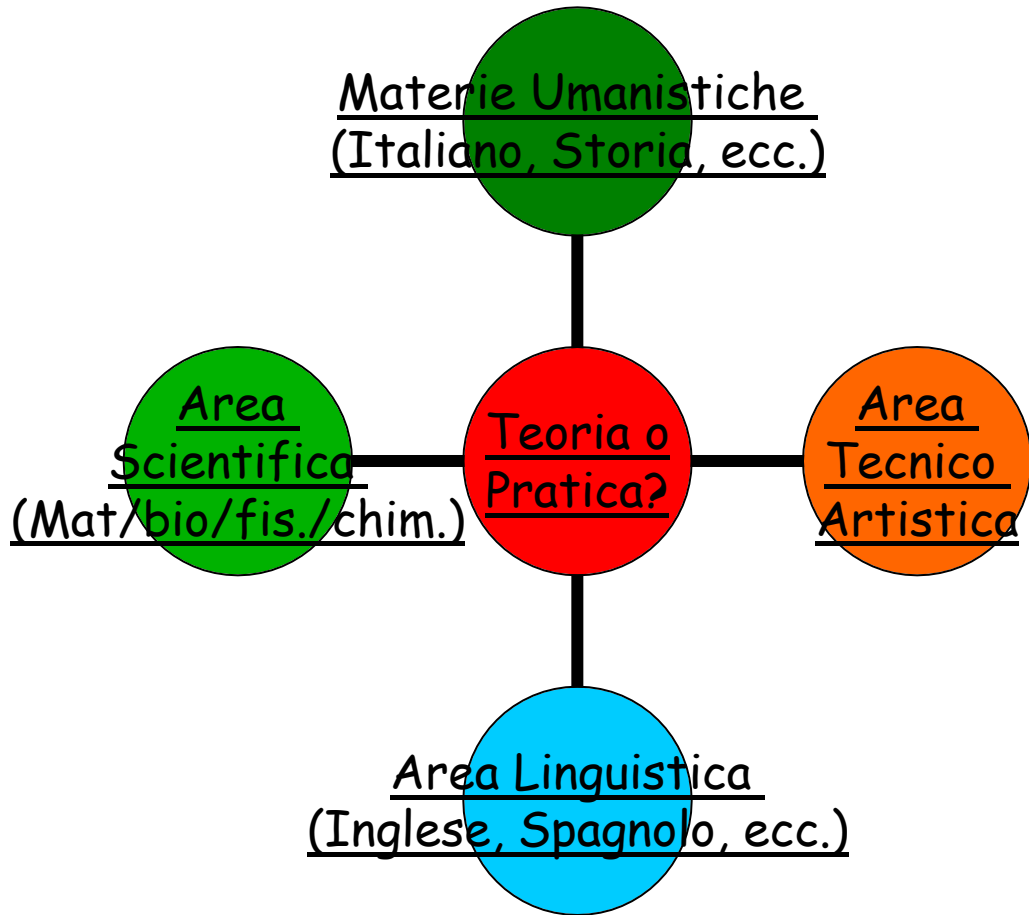 Materie Umanistiche
(Italiano, Storia, ecc.)
Area
Scientifica
(Mat/bio/fis./chim.)
Teoria o
Pratica?
Area
Tecnico
Artistica
Area Linguistica
(Inglese, Spagnolo, ecc.)